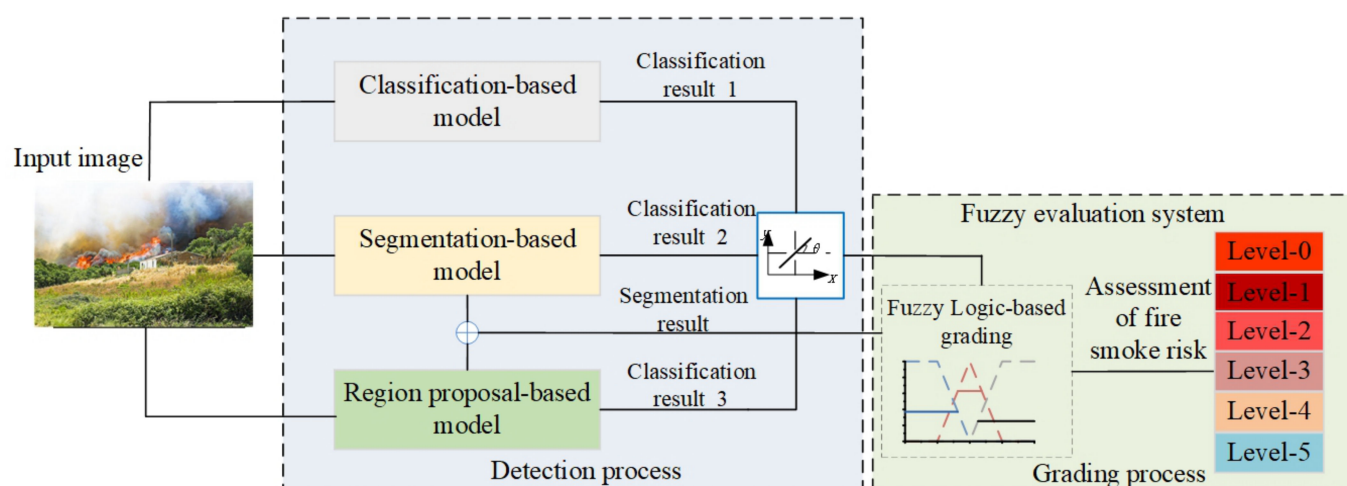 Input image
Classification-based
model
Classification
result 1
Segmentation-based
model
Classification
result 2
y
θ
x
Segmentation
result
Region proposal-based
model
Classification
result 3
Detection process
Fuzzy evaluation system
Fuzzy Logic-based
grading
Assessment
of fire
smoke risk
Level-0
Level-1
Level-2
Level-3
Level-4
Level-5
Grading process